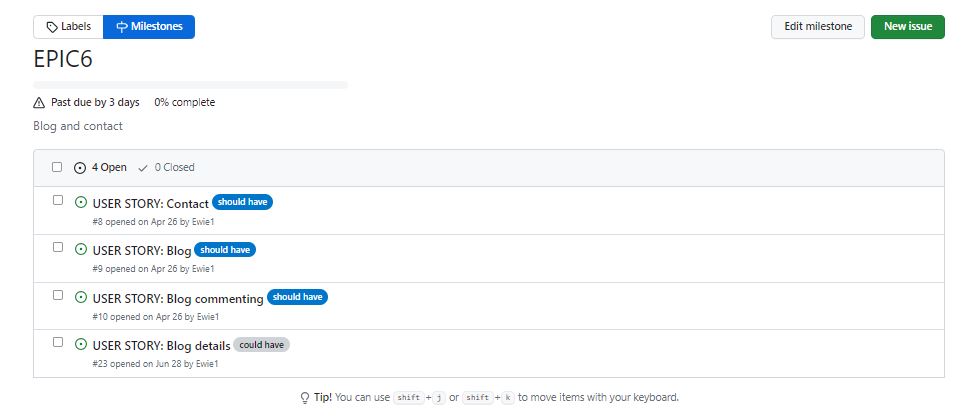 Labels Milestones Edit milestone New issue
EPIC6
Past due by 3 days 0% complete
Blog and contact
4 Open 0 Closed
USER STORY: Contact should have
#8 opened on Apr 26 by Ewie1
USER STORY: Blog should have
#9 opened on Apr 26 by Ewie1
USER STORY: Blog commenting should have
#10 opened on Apr 26 by Ewie1
USER STORY: Blog details could have
#23 opened on Jun 28 by Ewie1
Tip! You can use shift + j or shift + k to move items with your keyboard.